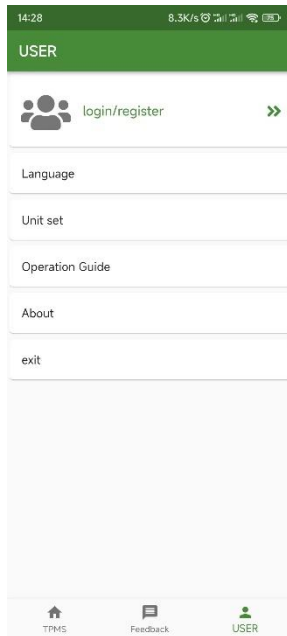 14:28
8.3K/s
USER
login/register
Language
Unit set
Operation Guide
About
exit
TPMS
Feedback
USER